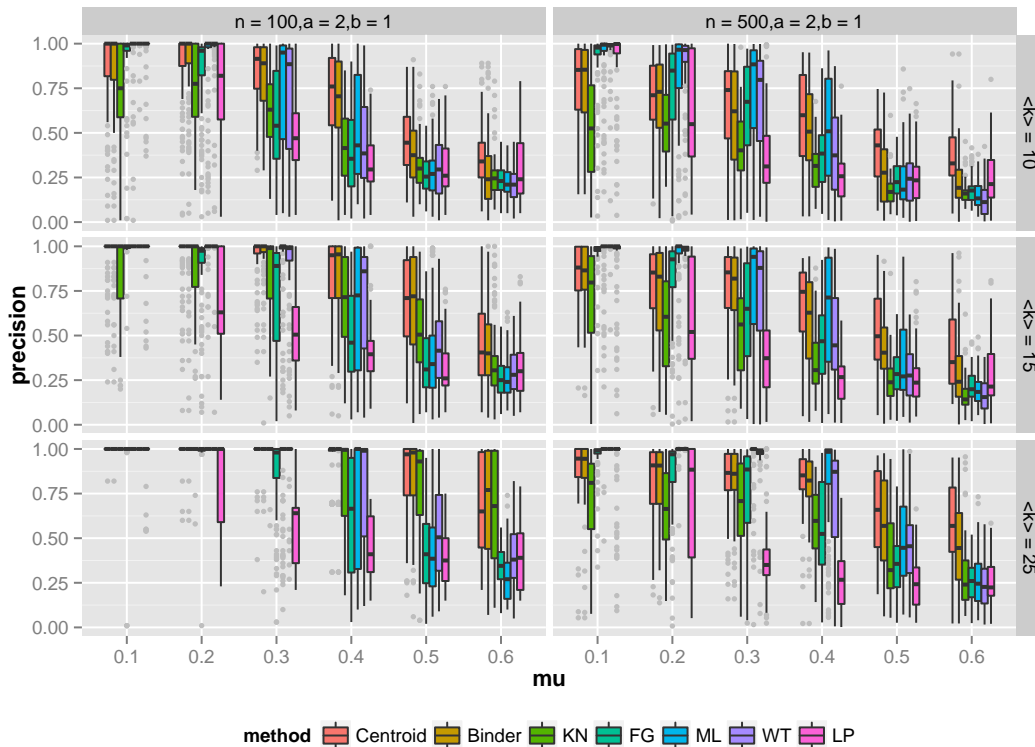 n = 100,a = 2,b = 1
n = 500,a = 2,b = 1
1.00
0.75
0.50
0.25
0.00
<k> = 10
1.00
0.75
0.50
0.25
0.00
<k> = 15
1.00
0.75
0.50
0.25
0.00
<k> = 25
precision
0.1 0.2 0.3 0.4 0.5 0.6
0.1 0.2 0.3 0.4 0.5 0.6
mu
method Centroid Binder KN FG ML WT LP